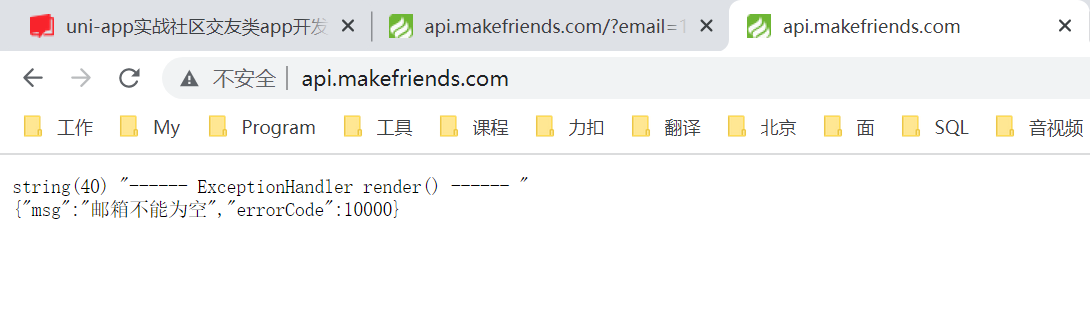 uni-app实战社区交友类app开发
api.makefriends.com/?email=1
api.makefriends.com
不安全 api.makefriends.com
工作 My Program 工具 课程 力扣 翻译 北京 面 SQL 音视频
string(40) "------ ExceptionHandler render() ------ "
{"msg":"邮箱不能为空","errorCode":10000}